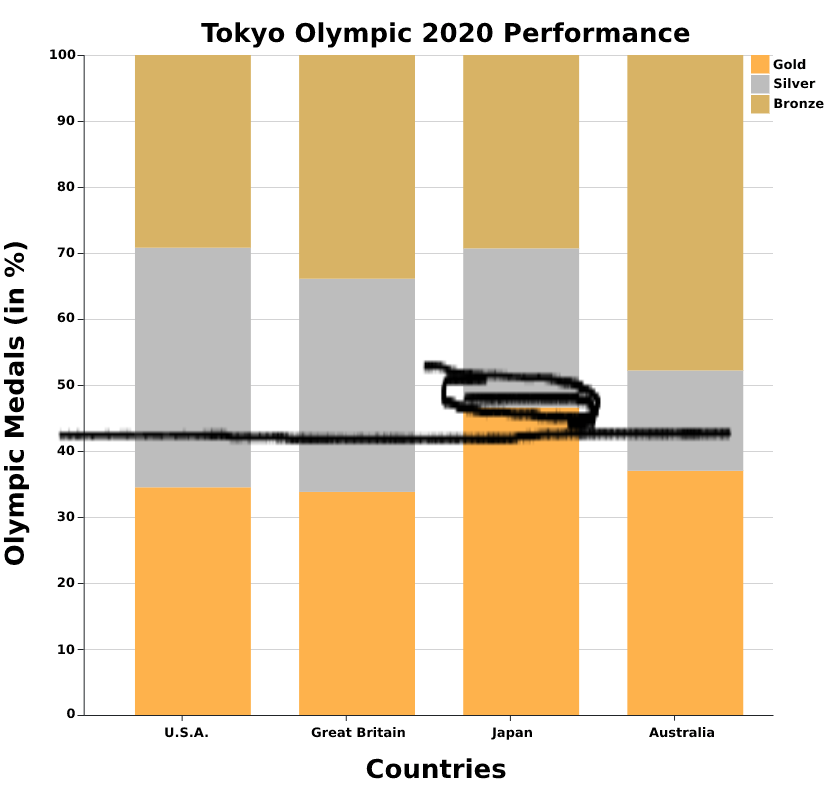 Tokyo Olympic 2020 Performance
Gold
Silver
Bronze
Olympic Medals (in %)
100
90
80
70
60
50
40
30
20
10
0
U.S.A.
Great Britain
Japan
Australia
Countries